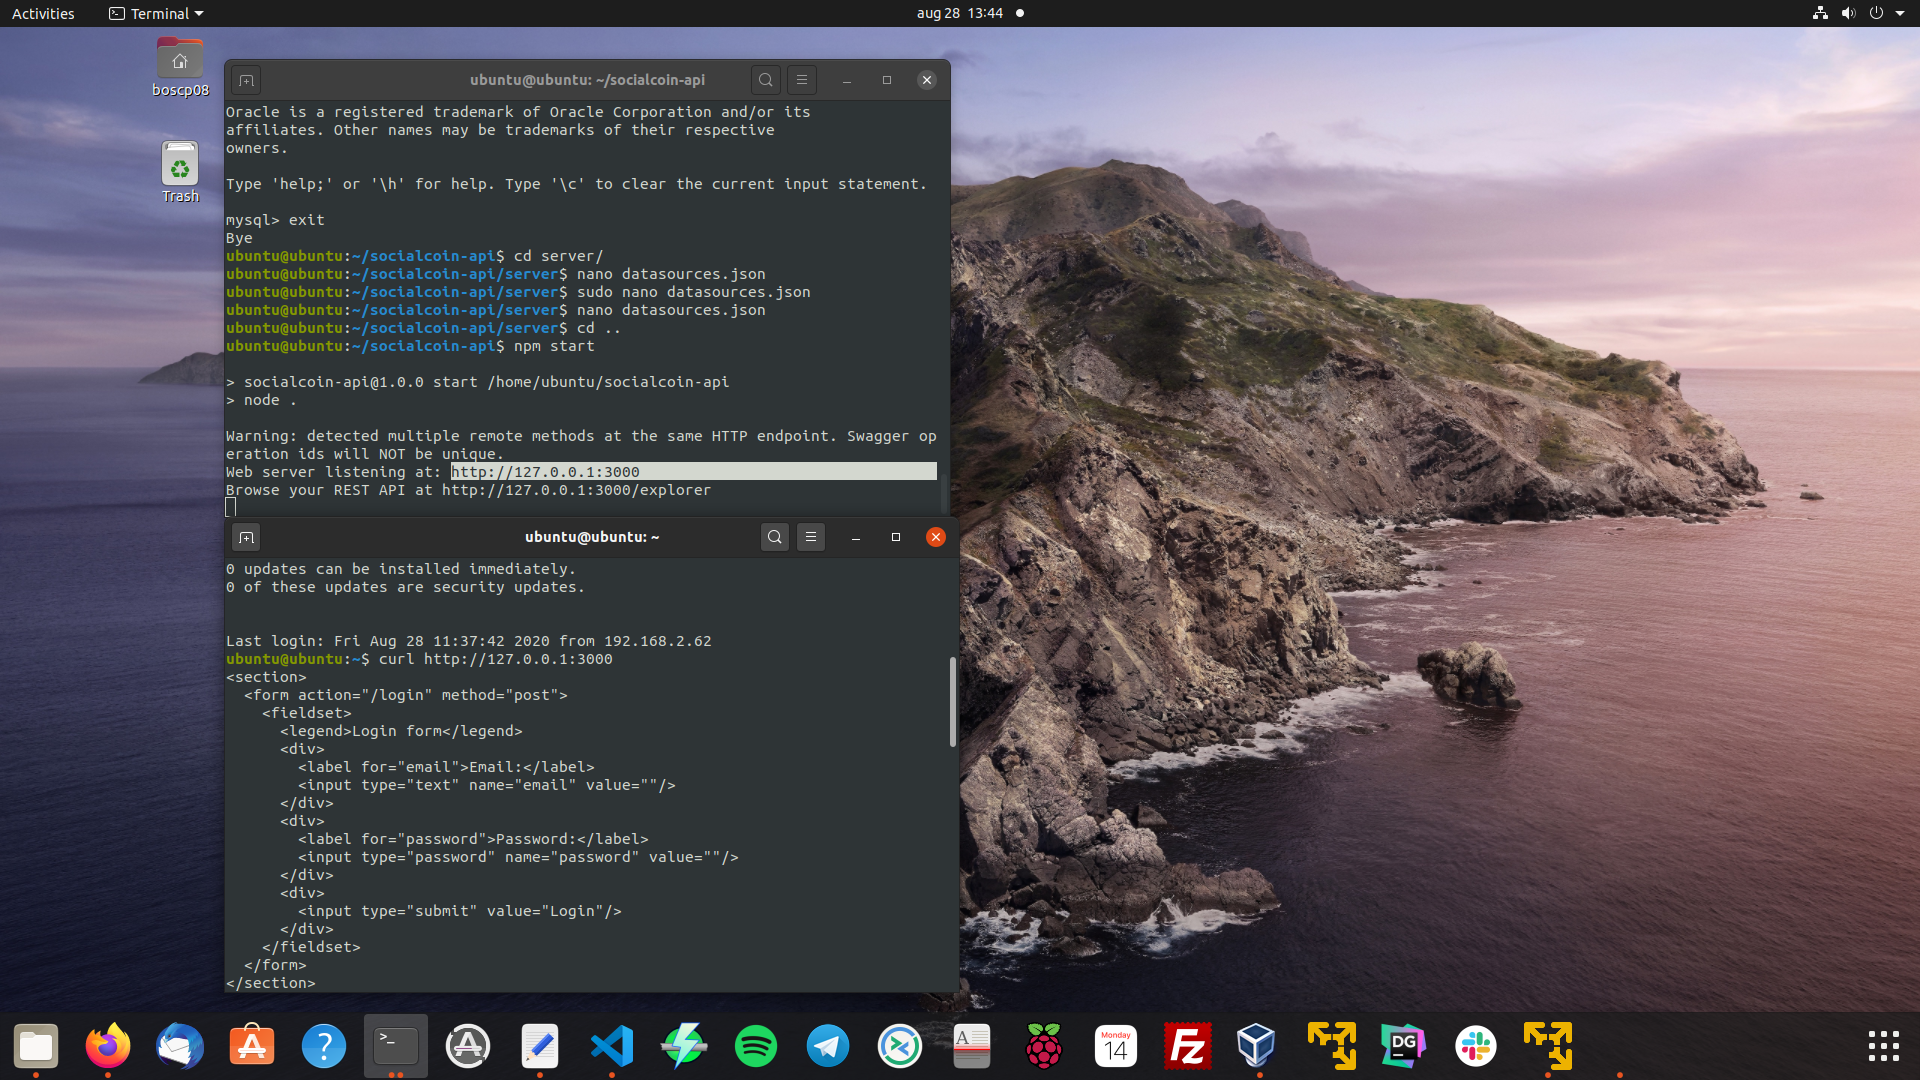 Activities
Terminal
aug 28 13:44
boscp08
Trash
ubuntu@ubuntu: ~/socialcoin-api
Oracle is a registered trademark of Oracle Corporation and/or its
affiliates. Other names may be trademarks of their respective
owners.
Type 'help;' or '\h' for help. Type '\c' to clear the current input statement.
mysql> exit
Bye
ubuntu@ubuntu:~/socialcoin-api$ cd server/
ubuntu@ubuntu:~/socialcoin-api/server$ nano datasources.json
ubuntu@ubuntu:~/socialcoin-api/server$ sudo nano datasources.json
ubuntu@ubuntu:~/socialcoin-api/server$ nano datasources.json
ubuntu@ubuntu:~/socialcoin-api/server$ cd ..
ubuntu@ubuntu:~/socialcoin-api$ npm start
> socialcoin-api@1.0.0 start /home/ubuntu/socialcoin-api
> node .
Warning: detected multiple remote methods at the same HTTP endpoint. Swagger op
eration ids will NOT be unique.
Web server listening at: http://127.0.0.1:3000
Browse your REST API at http://127.0.0.1:3000/explorer
ubuntu@ubuntu: ~
0 updates can be installed immediately.
0 of these updates are security updates.
Last login: Fri Aug 28 11:37:42 2020 from 192.168.2.62
ubuntu@ubuntu:~$ curl http://127.0.0.1:3000
<section>
  <form action="/login" method="post">
    <fieldset>
      <legend>Login form</legend>
      <div>
        <label for="email">Email:</label>
        <input type="text" name="email" value=""/>
      </div>
      <div>
        <label for="password">Password:</label>
        <input type="password" name="password" value=""/>
      </div>
      <div>
        <input type="submit" value="Login"/>
      </div>
    </fieldset>
  </form>
</section>
Monday
14
Fz
DG